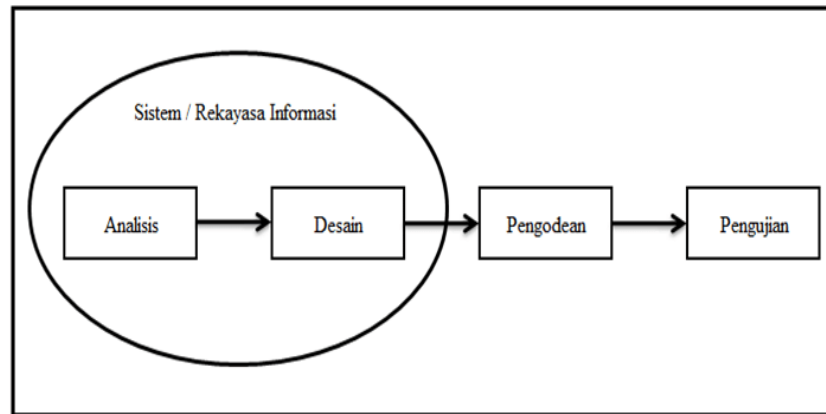 Sistem / Rekayasa Informasi
Analisis
Desain
Pengodean
Pengujian